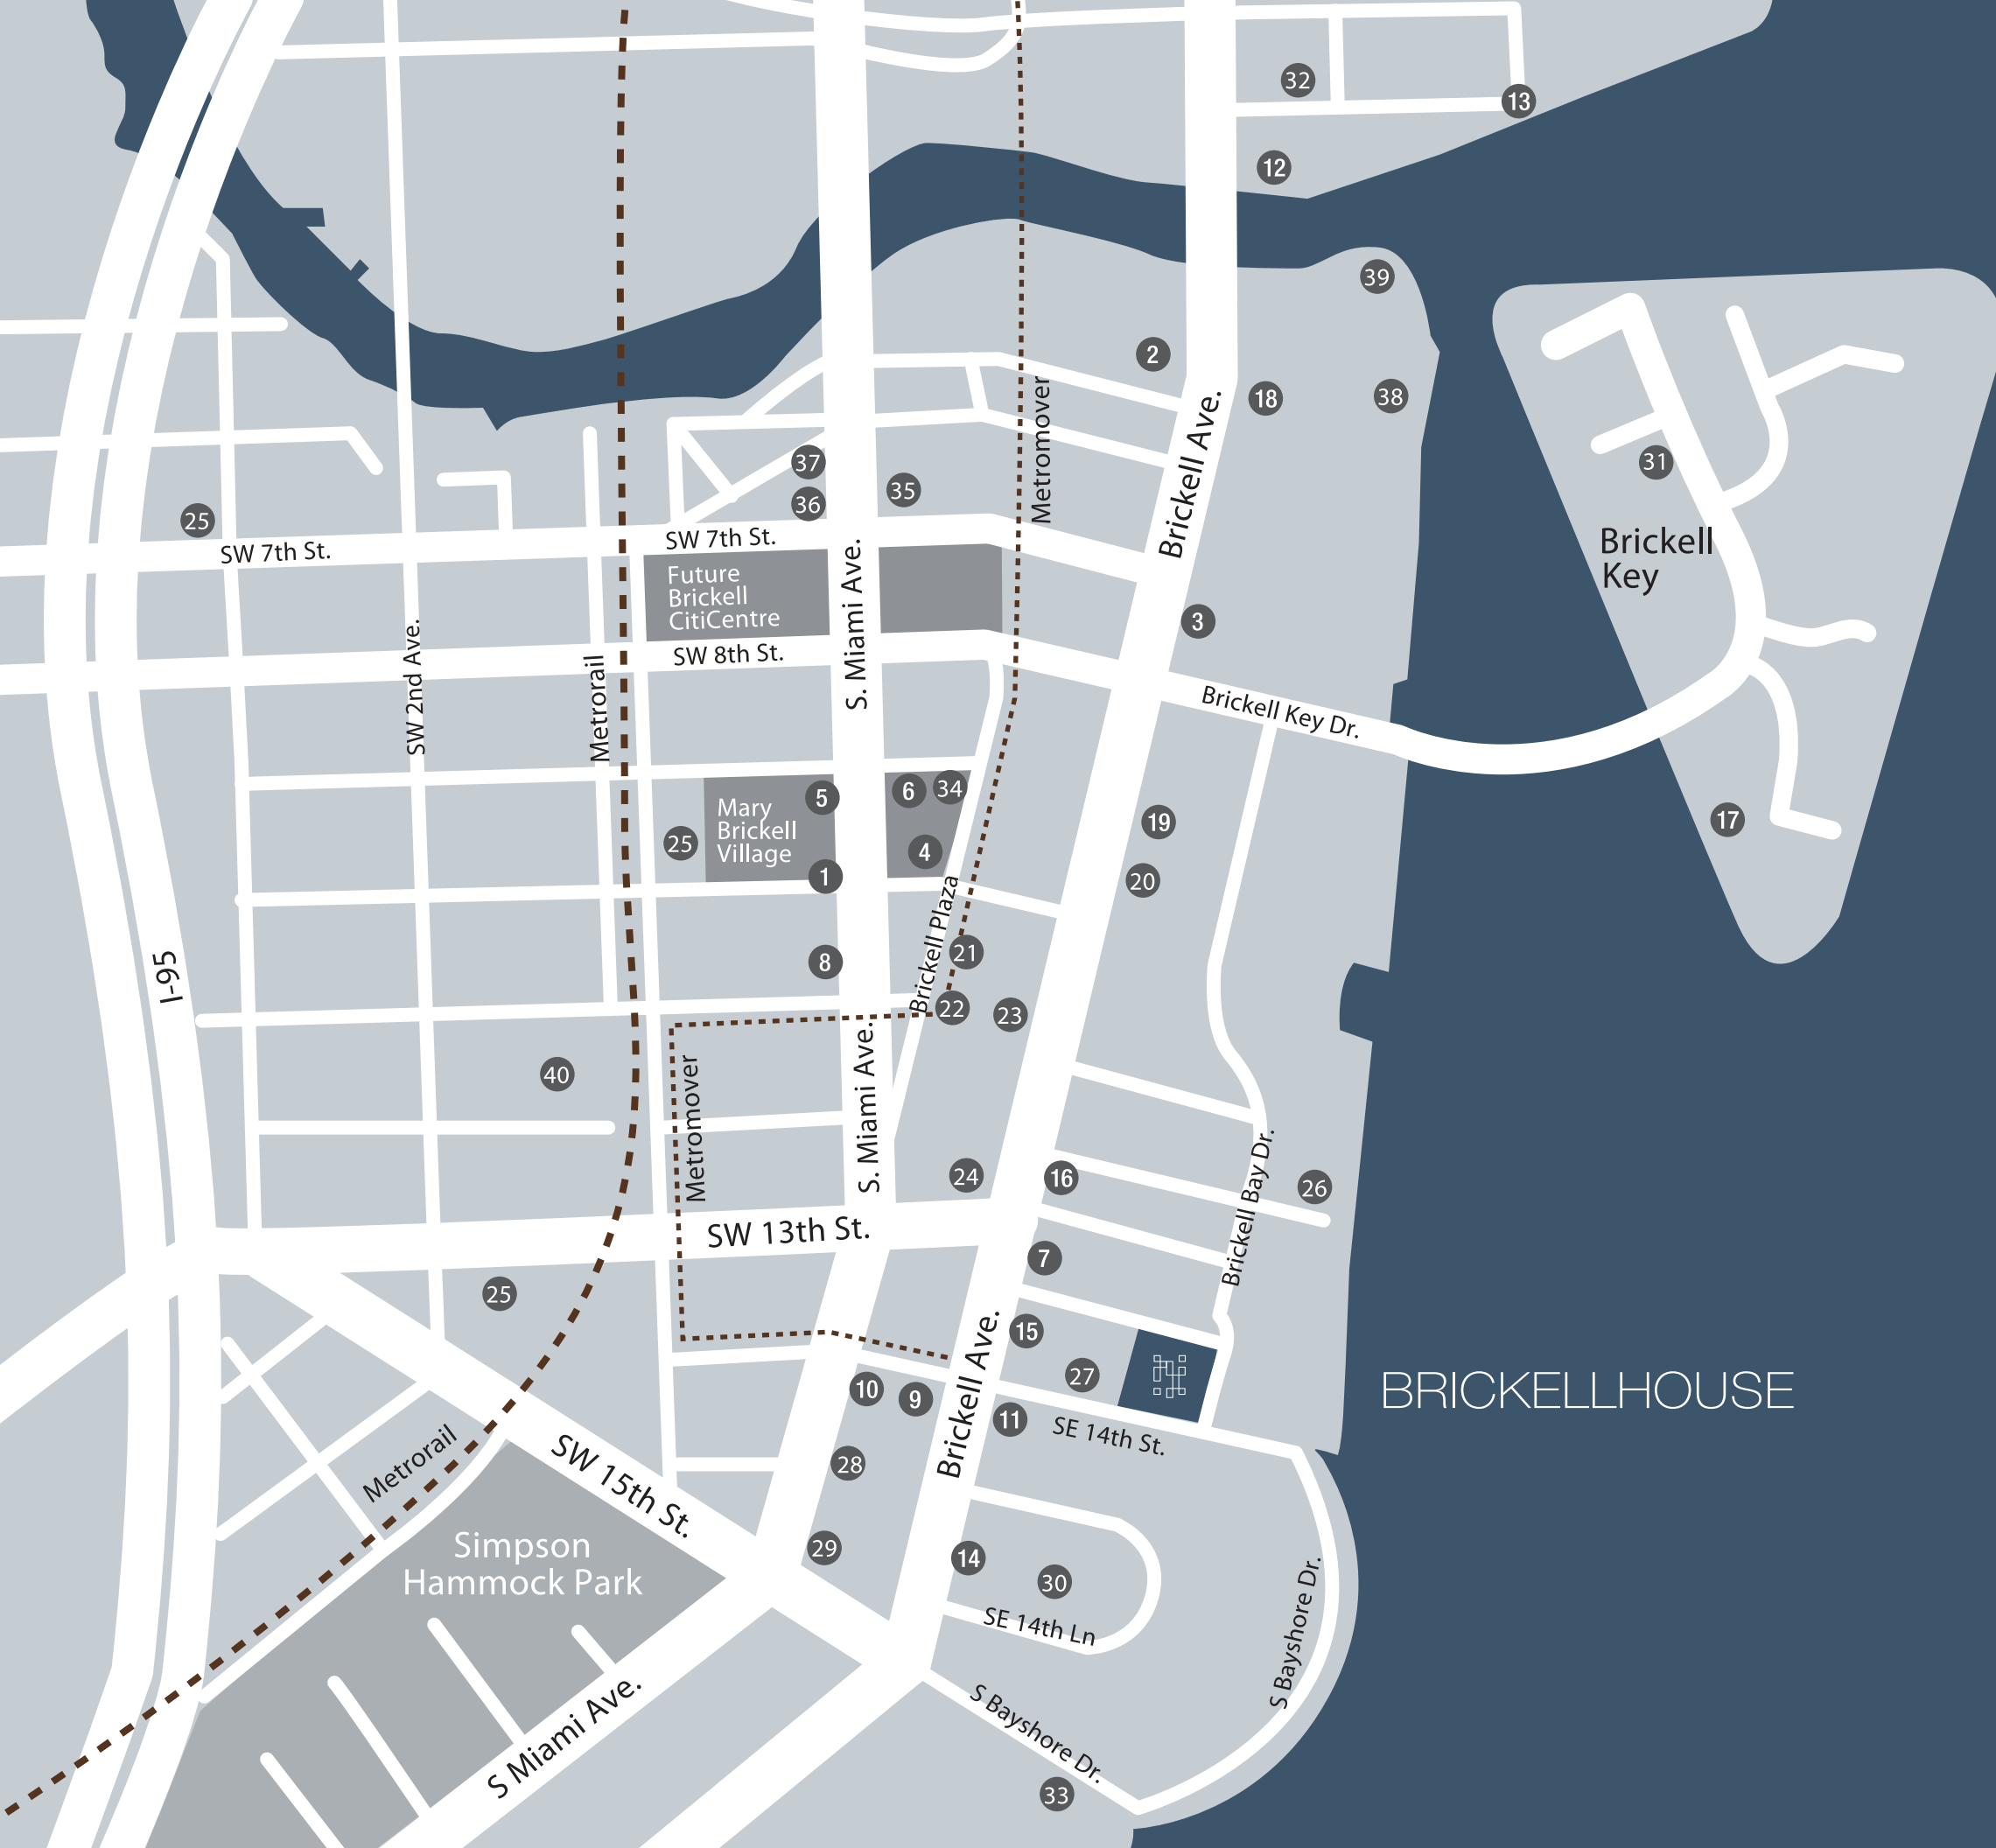 32
13
12
39
2
18
38
Metromover
Brickell Ave.
37
36
35
31
25
SW 7th St.
SW 7th St.
Brickell
Key
Future
Brickell
CitiCentre
S. Miami Ave.
3
SW 8th St.
SW 2nd Ave.
Metrorail
Brickell Key Dr.
5
6
34
Mary
Brickell
Village
25
4
1
19
20
17
Brickell Plaza
I-95
8
21
22
23
40
Metromover
S. Miami Ave.
24
16
26
Brickell Bay Dr.
SW 13th St.
7
25
15
27
Brickell Ave.
BRICKELLHOUSE
10
9
11
SE 14th St.
Metrorail
SW 15th St.
28
29
14
30
Simpson
Hammock Park
SE 14th Ln
S Bayshore Dr.
S Miami Ave.
S Bayshore Dr.
33